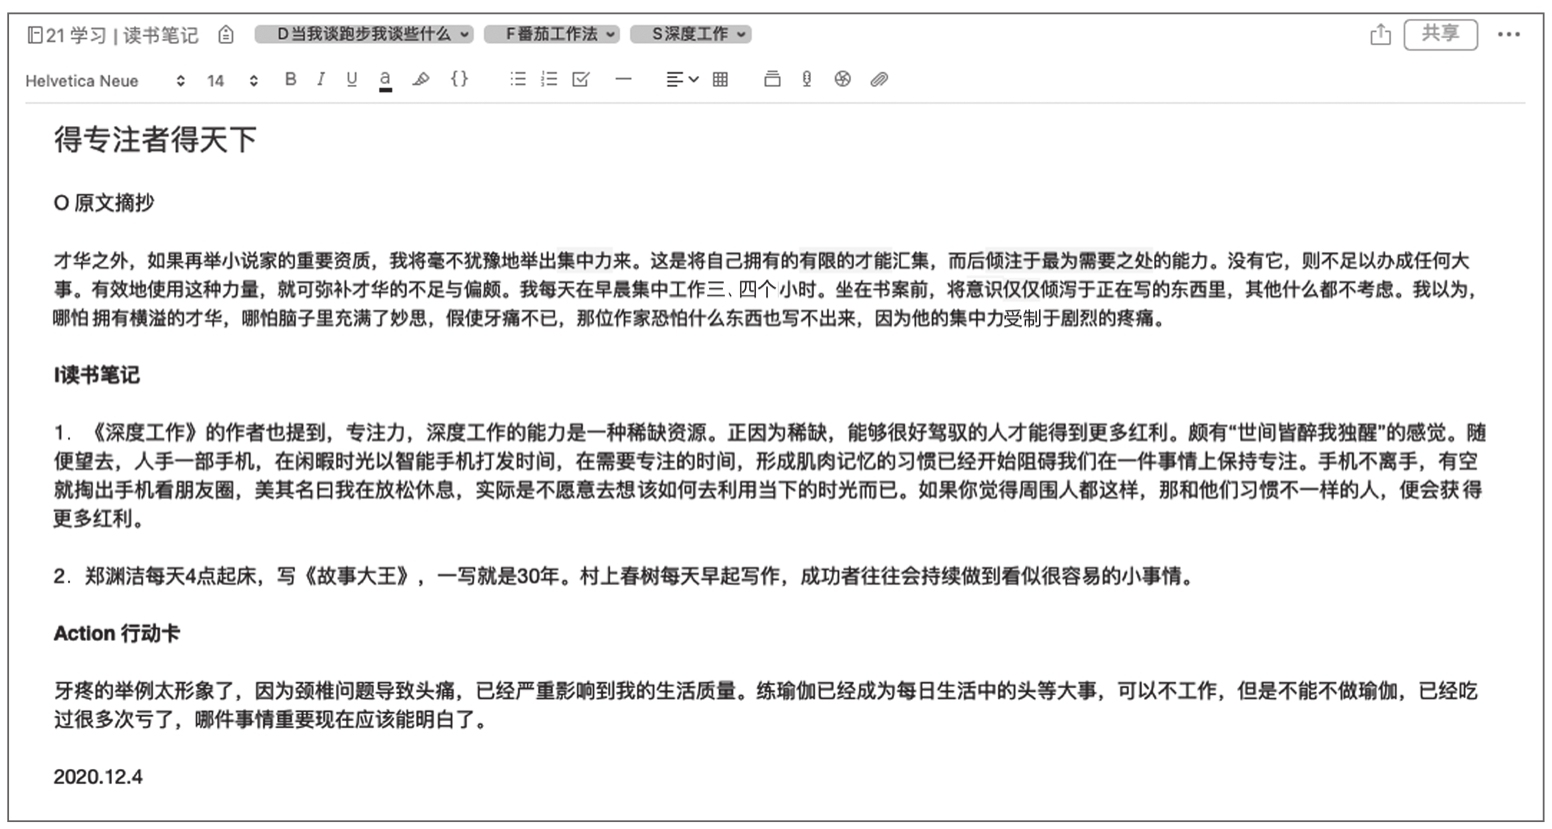 21 学习 | 读书笔记 D当我谈跑步我谈些什么 F番茄工作法 S深度工作 共享
Helvetica Neue 14 B I U a {}
得专注者得天下
O 原文摘抄
才华之外，如果再举小说家的重要资质，我将毫不犹豫地举出集中力来。这是将自己拥有的有限的才能汇集，而后倾注于最为需要之处的能力。没有它，则不足以办成任何大
事。有效地使用这种力量，就可弥补才华的不足与偏颇。我每天在早晨集中工作三、四个小时。坐在书案前，将意识仅仅倾泻于正在写的东西里，其他什么都不考虑。我以为，
哪怕拥有横溢的才华，哪怕脑子里充满了妙思，假使牙痛不已，那位作家恐怕什么东西也写不出来，因为他的集中力受制于剧烈的疼痛。
I读书笔记
1. 《深度工作》的作者也提到，专注力，深度工作的能力是一种稀缺资源。正因为稀缺，能够很好驾驭的人才能得到更多红利。颇有“世间皆醉我独醒”的感觉。随
便望去，人手一部手机，在闲暇时光以智能手机打发时间，在需要专注的时间，形成肌肉记忆的习惯已经开始阻碍我们在一件事情上保持专注。手机不离手，有空
就掏出手机看朋友圈，美其名曰我在放松休息，实际是不愿意去想该如何去利用当下的时光而已。如果你觉得周围人都这样，那和他们习惯不一样的人，便会获得
更多红利。
2. 郑渊洁每天4点起床，写《故事大王》，一写就是30年。村上春树每天早起写作，成功者往往会持续做到看似很容易的小事情。
Action 行动卡
牙疼的举例太形象了，因为颈椎问题导致头痛，已经严重影响到我的生活质量。练瑜伽已经成为每日生活中的头等大事，可以不工作，但是不能不做瑜伽，已经吃
过很多次亏了，哪件事情重要现在应该能明白了。
2020.12.4